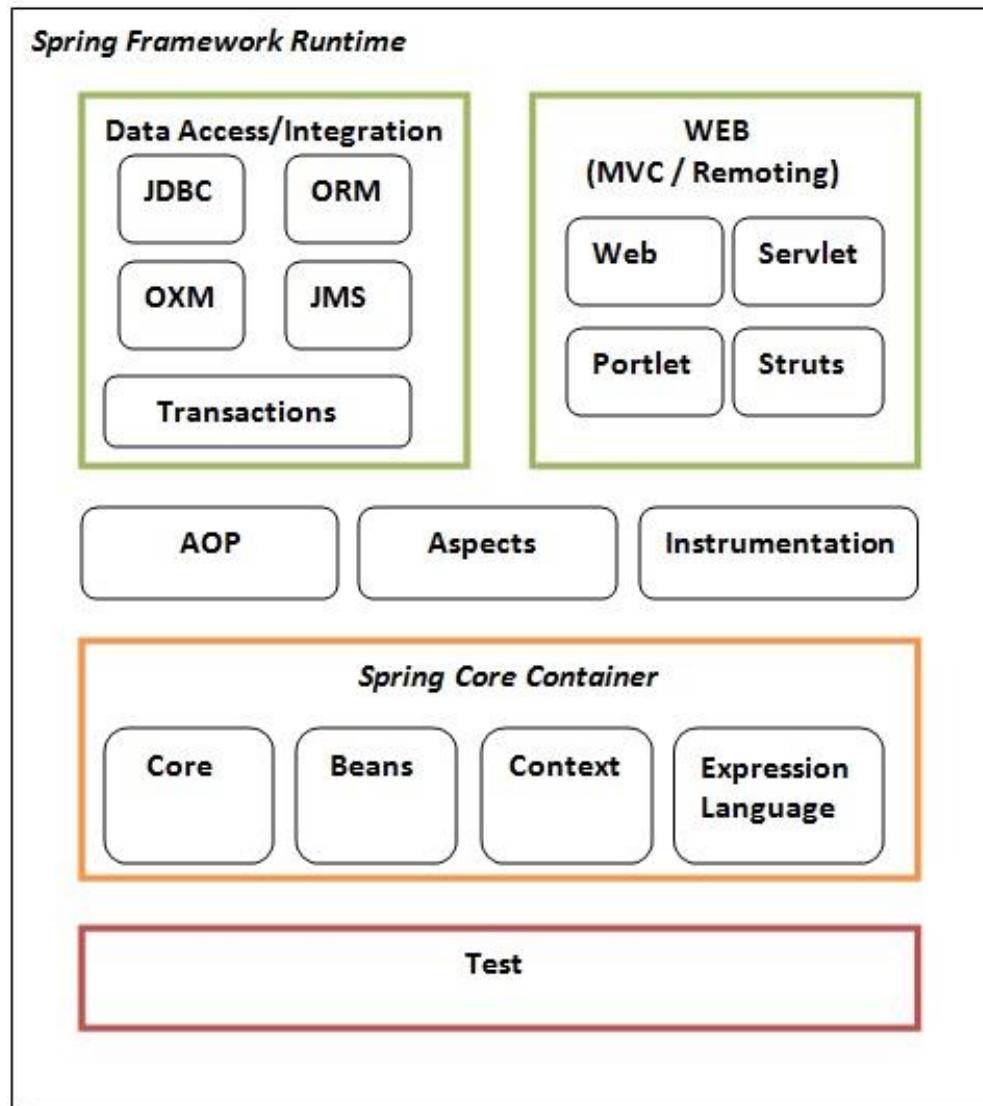 Spring Framework Runtime
Data Access/Integration
JDBC
ORM
OXM
JMS
Transactions
WEB
(MVC / Remoting)
Web
Servlet
Portlet
Struts
AOP
Aspects
Instrumentation
Spring Core Container
Core
Beans
Context
Expression
Language
Test